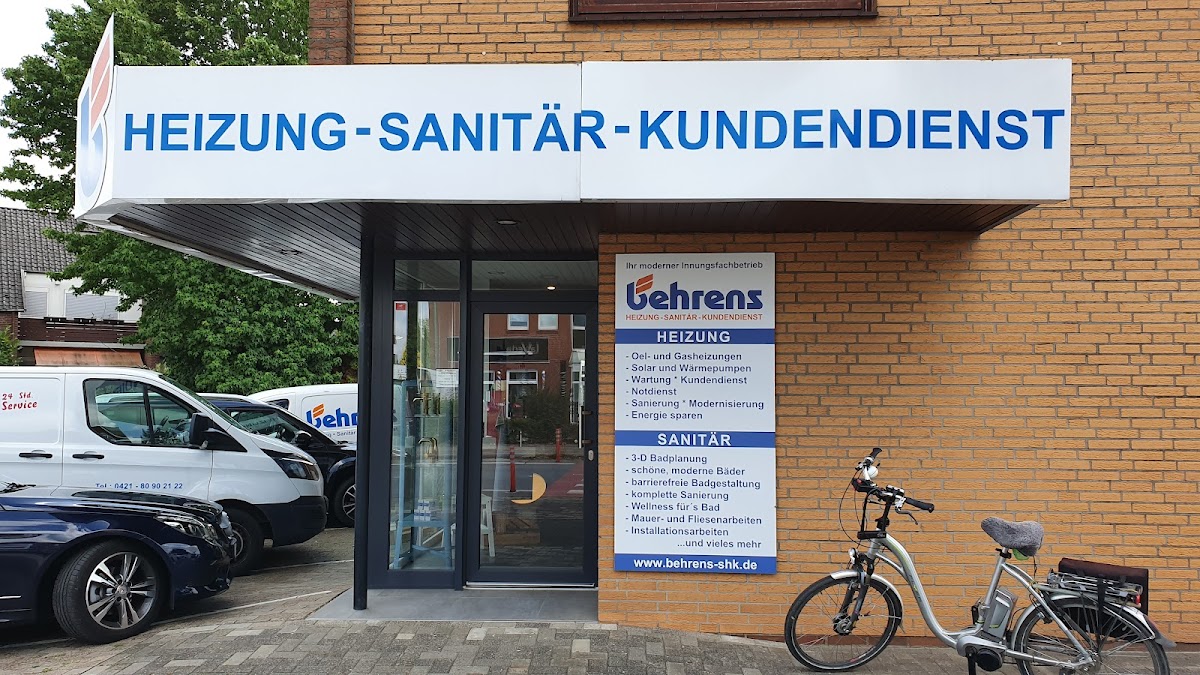 HEIZUNG-SANITÄR-KUNDENDIENST
Ihr moderner Innungsfachbetrieb
behrens
HEIZUNG-SANITÄR-KUNDENDIENST
HEIZUNG
- Oel- und Gasheizungen
- Solar und Wärmepumpen
- Wartung * Kundendienst
- Notdienst
- Sanierung * Modernisierung
- Energie sparen
SANITÄR
- 3-D Badplanung
- schöne, moderne Bäder
- barrierefreie Badgestaltung
- komplette Sanierung
- Wellness für´s Bad
- Mauer- und Fliesenarbeiten
- Installationsarbeiten
...und vieles mehr
www.behrens-shk.de
24 Std.
Service
Tel.: 0421 - 80 90 21 22
behrens